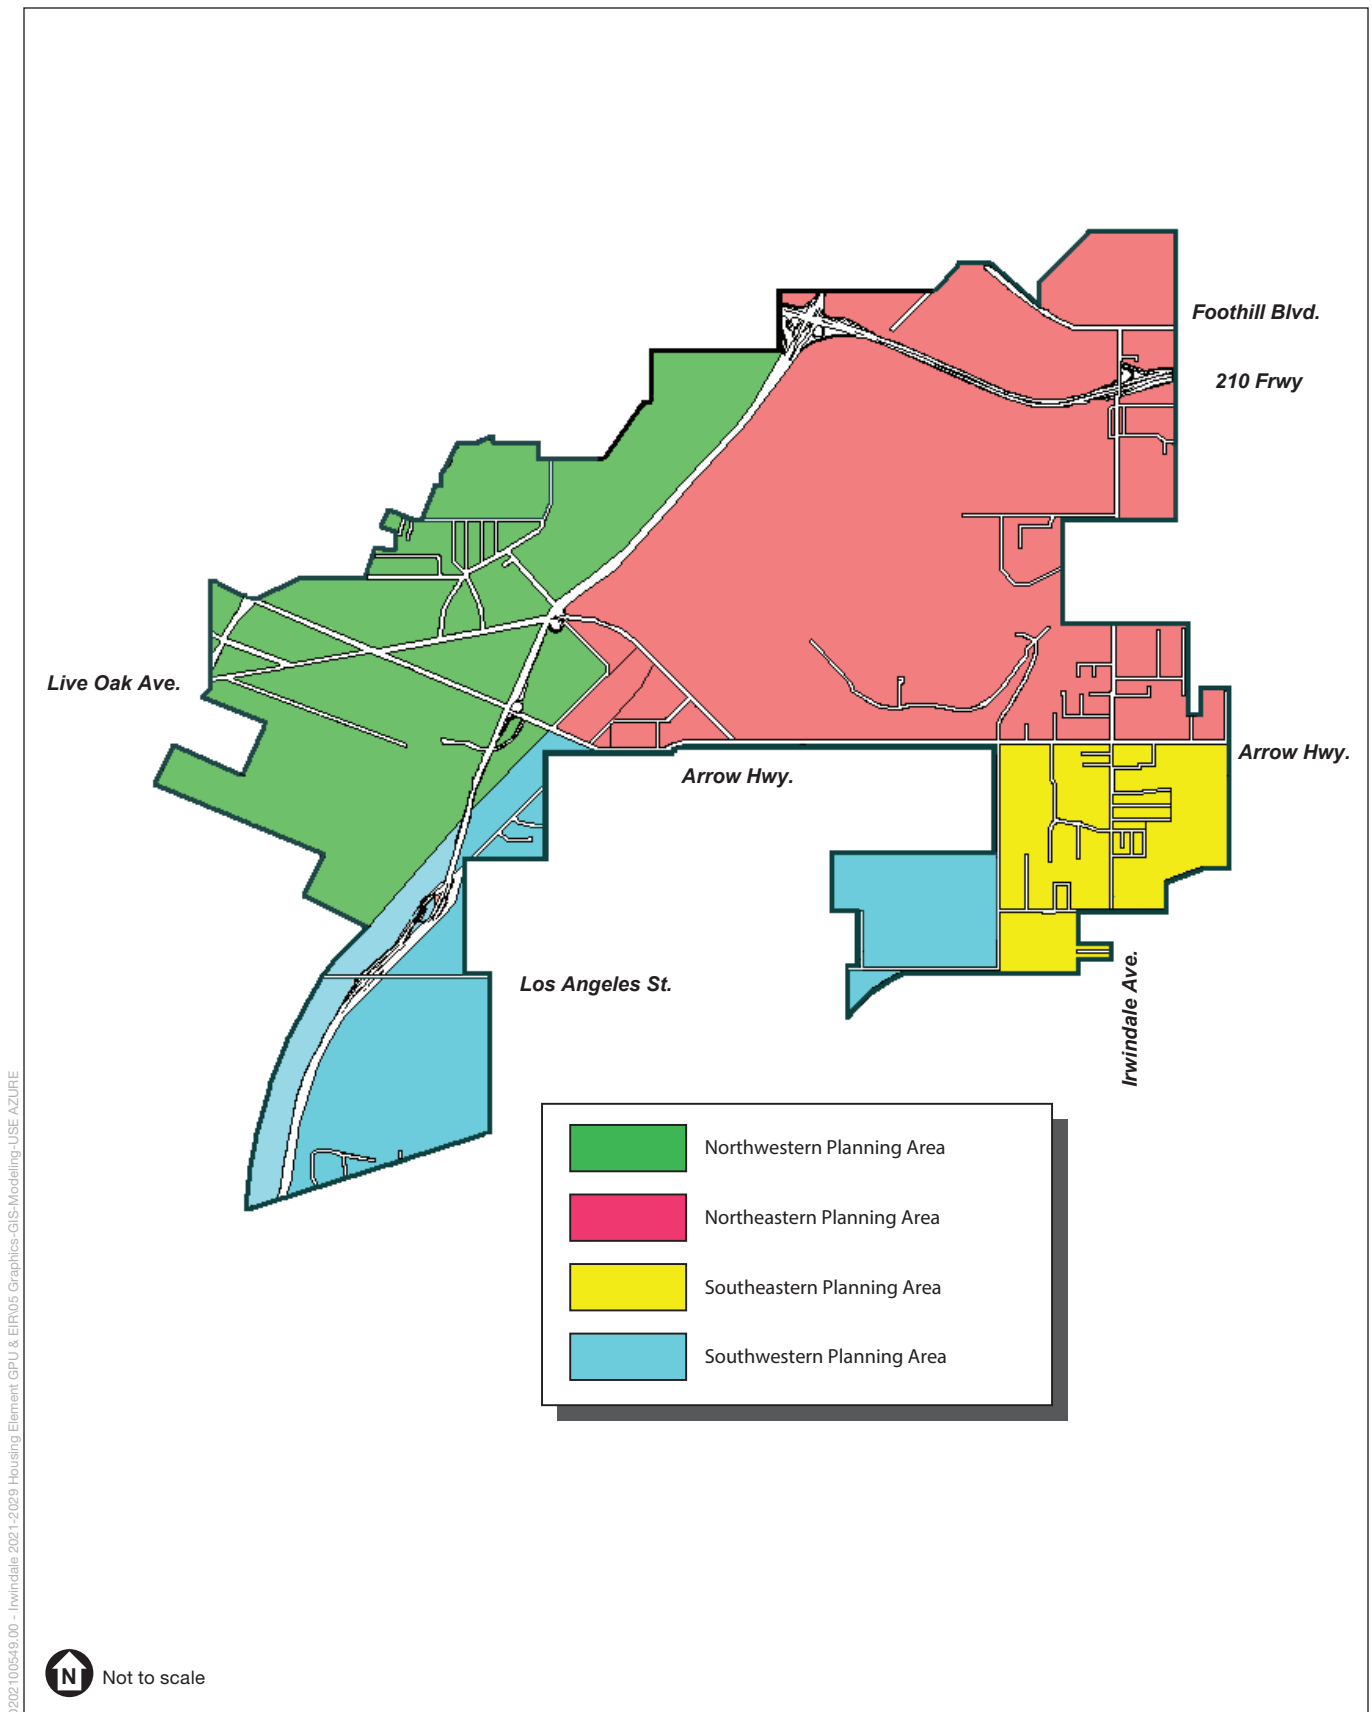 Foothill Blvd.
210 Frwy
Live Oak Ave.
Arrow Hwy.
Arrow Hwy.
Los Angeles St.
Irwindale Ave.
Northwestern Planning Area
Northeastern Planning Area
Southeastern Planning Area
Southwestern Planning Area
N Not to scale
202100549.00 - Irwindale 2021-2029 Housing Element GPU & EIR\05 Graphics-GIS-Modeling-USE AZURE